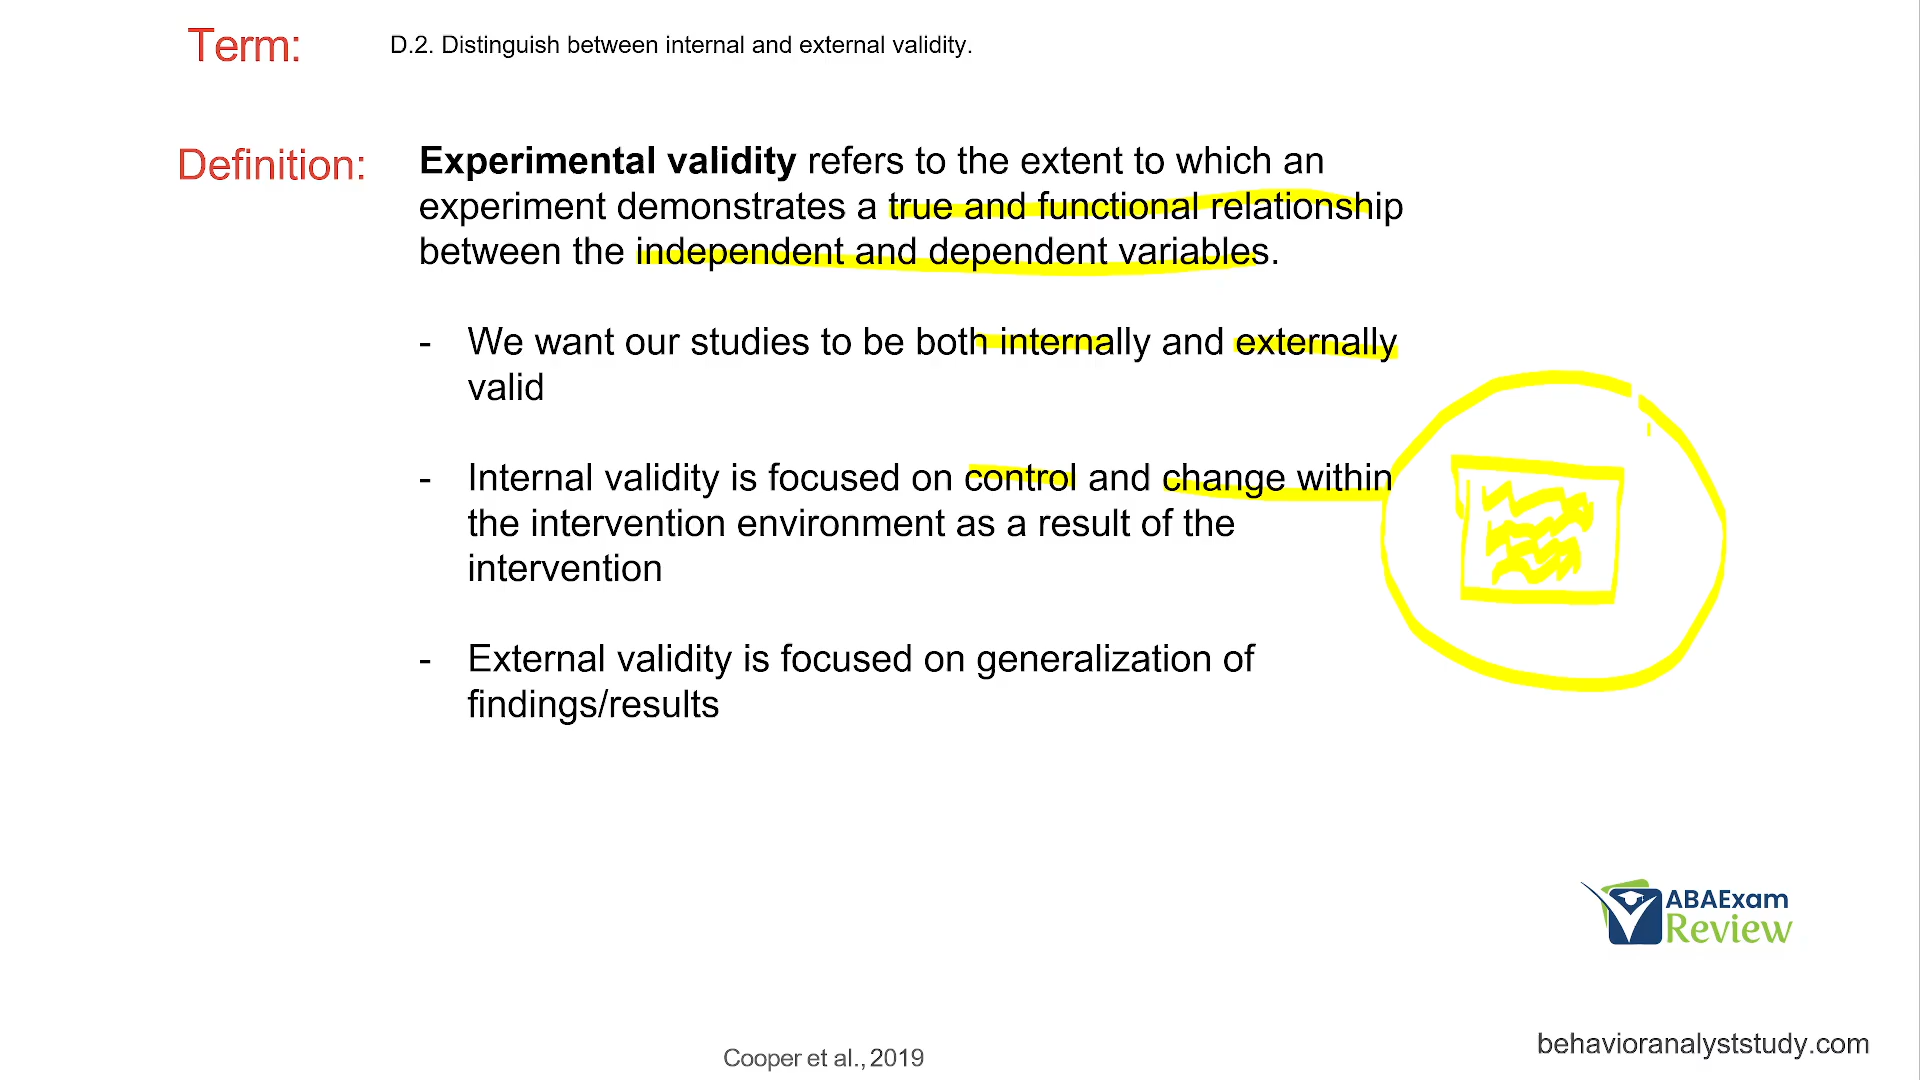 Term:
D.2. Distinguish between internal and external validity.
Definition:
Experimental validity refers to the extent to which an
experiment demonstrates a true and functional relationship
between the independent and dependent variables.
- We want our studies to be both internally and externally
valid
- Internal validity is focused on control and change within
the intervention environment as a result of the
intervention
- External validity is focused on generalization of
findings/results
ABAExam
Review
behavioranalyststudy.com
Cooper et al., 2019